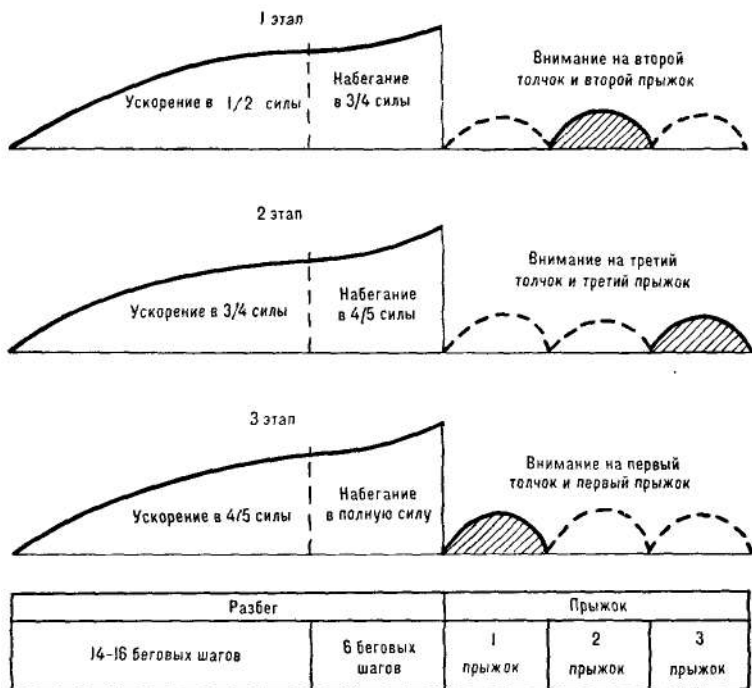 1 этап
Ускорение в 1/2 силы
Набегание
в 3/4 силы
Внимание на второй
толчок и второй прыжок
2 этап
Ускорение в 3/4 силы
Набегание
в 4/5 силы
Внимание на третий
толчок и третий прыжок
3 этап
Ускорение в 4/5 силы
Набегание
в полную силу
Внимание на первый
толчок и первый прыжок
Разбег
Прыжок
14-16 беговых шагов
6 беговых
шагов
1
прыжок
2
прыжок
3
прыжок